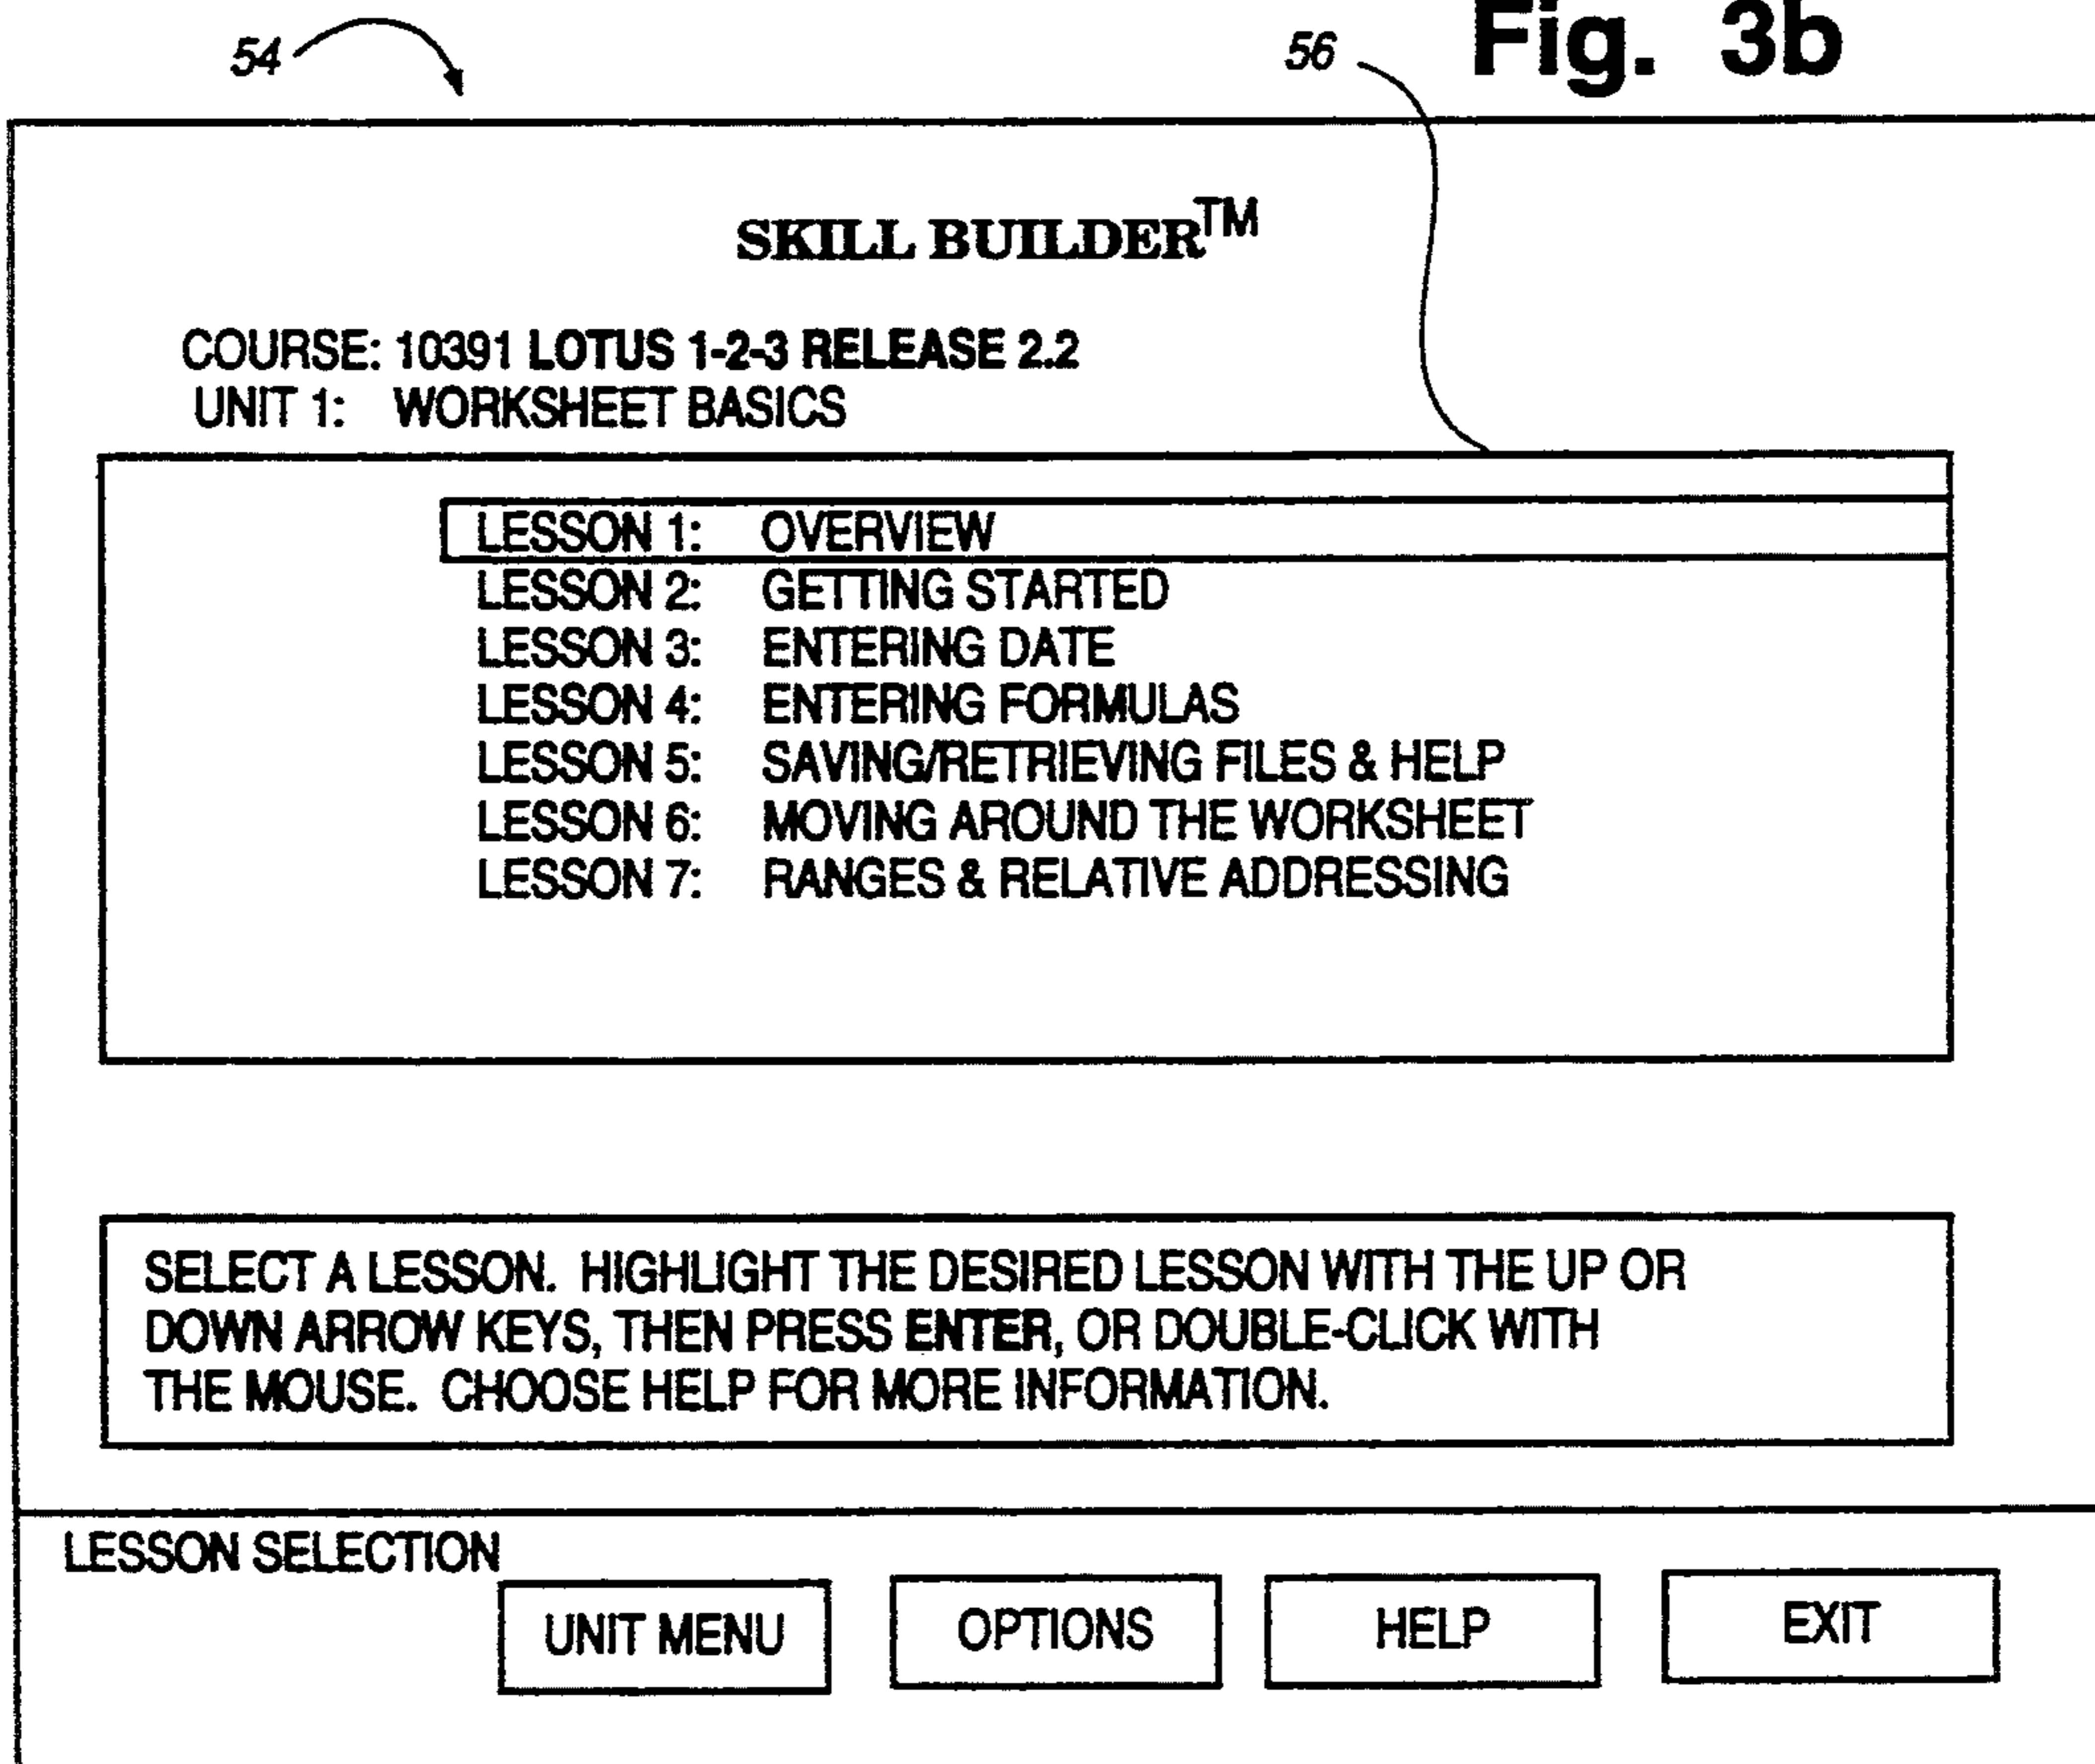 Fig. 3b
54
56
SKILL BUILDER™
COURSE: 10391 LOTUS 1-2-3 RELEASE 2.2
UNIT 1: WORKSHEET BASICS
LESSON 1: OVERVIEW
LESSON 2: GETTING STARTED
LESSON 3: ENTERING DATE
LESSON 4: ENTERING FORMULAS
LESSON 5: SAVING/RETRIEVING FILES & HELP
LESSON 6: MOVING AROUND THE WORKSHEET
LESSON 7: RANGES & RELATIVE ADDRESSING
SELECT A LESSON. HIGHLIGHT THE DESIRED LESSON WITH THE UP OR
DOWN ARROW KEYS, THEN PRESS ENTER, OR DOUBLE-CLICK WITH
THE MOUSE. CHOOSE HELP FOR MORE INFORMATION.
LESSON SELECTION
UNIT MENU OPTIONS HELP EXIT